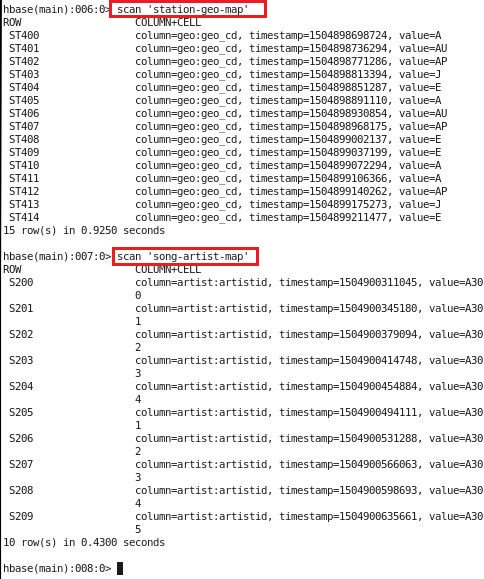 hbase(main):006:0> scan 'station-geo-map'
ROW COLUMN+CELL
ST400 column=geo:geo_cd, timestamp=1504898698724, value=A
ST401 column=geo:geo_cd, timestamp=1504898736294, value=AU
ST402 column=geo:geo_cd, timestamp=1504898771286, value=AP
ST403 column=geo:geo_cd, timestamp=1504898813394, value=J
ST404 column=geo:geo_cd, timestamp=1504898851287, value=E
ST405 column=geo:geo_cd, timestamp=1504898891110, value=A
ST406 column=geo:geo_cd, timestamp=1504898930854, value=AU
ST407 column=geo:geo_cd, timestamp=1504898968175, value=AP
ST408 column=geo:geo_cd, timestamp=1504899002137, value=E
ST409 column=geo:geo_cd, timestamp=1504899037199, value=E
ST410 column=geo:geo_cd, timestamp=1504899072294, value=A
ST411 column=geo:geo_cd, timestamp=1504899106366, value=A
ST412 column=geo:geo_cd, timestamp=1504899140262, value=AP
ST413 column=geo:geo_cd, timestamp=1504899175273, value=J
ST414 column=geo:geo_cd, timestamp=1504899211477, value=E
15 row(s) in 0.9250 seconds
hbase(main):007:0> scan 'song-artist-map'
ROW COLUMN+CELL
S200 column=artist:artistid, timestamp=1504900311045, value=A30
0
S201 column=artist:artistid, timestamp=1504900345180, value=A30
1
S202 column=artist:artistid, timestamp=1504900379094, value=A30
2
S203 column=artist:artistid, timestamp=1504900414748, value=A30
3
S204 column=artist:artistid, timestamp=1504900454884, value=A30
4
S205 column=artist:artistid, timestamp=1504900494111, value=A30
1
S206 column=artist:artistid, timestamp=1504900531288, value=A30
2
S207 column=artist:artistid, timestamp=1504900566063, value=A30
3
S208 column=artist:artistid, timestamp=1504900598693, value=A30
4
S209 column=artist:artistid, timestamp=1504900635661, value=A30
5
10 row(s) in 0.4300 seconds
hbase(main):008:0>